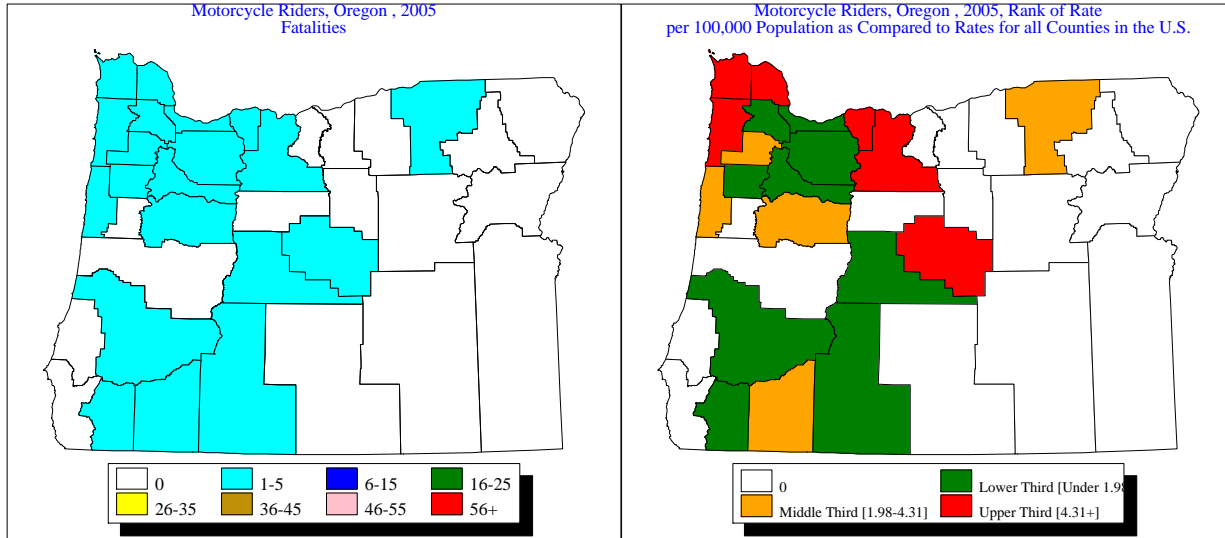 Motorcycle Riders, Oregon , 2005
Fatalities
0
1-5
6-15
16-25
26-35
36-45
46-55
56+
Motorcycle Riders, Oregon , 2005, Rank of Rate
per 100,000 Population as Compared to Rates for all Counties in the U.S.
0
Lower Third [Under 1.98
Middle Third [1.98-4.31]
Upper Third [4.31+]